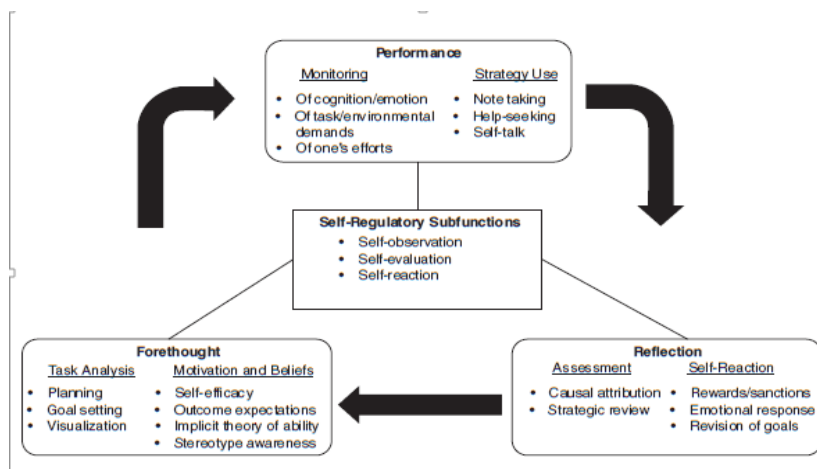 Performance
Monitoring
• Of cognition/emotion
• Of task/environmental
demands
• Of one's efforts
Strategy Use
• Note taking
• Help-seeking
• Self-talk
Self-Regulatory Subfunctions
• Self-observation
• Self-evaluation
• Self-reaction
Forethought
Task Analysis
• Planning
• Goal setting
• Visualization
Motivation and Beliefs
• Self-efficacy
• Outcome expectations
• Implicit theory of ability
• Stereotype awareness
Reflection
Assessment
• Causal attribution
• Strategic review
Self-Reaction
• Rewards/sanctions
• Emotional response
• Revision of goals